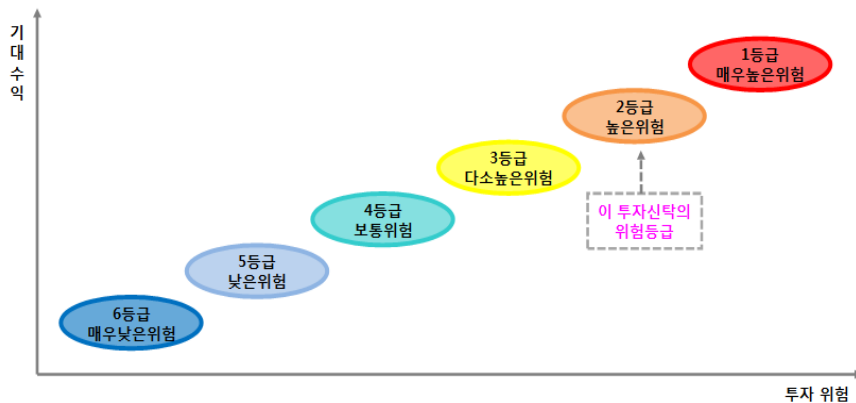 기대수익
1등급
매우높은위험
2등급
높은위험
3등급
다소높은위험
이 투자신탁의
위험등급
4등급
보통위험
5등급
낮은위험
6등급
매우낮은위험
투자 위험